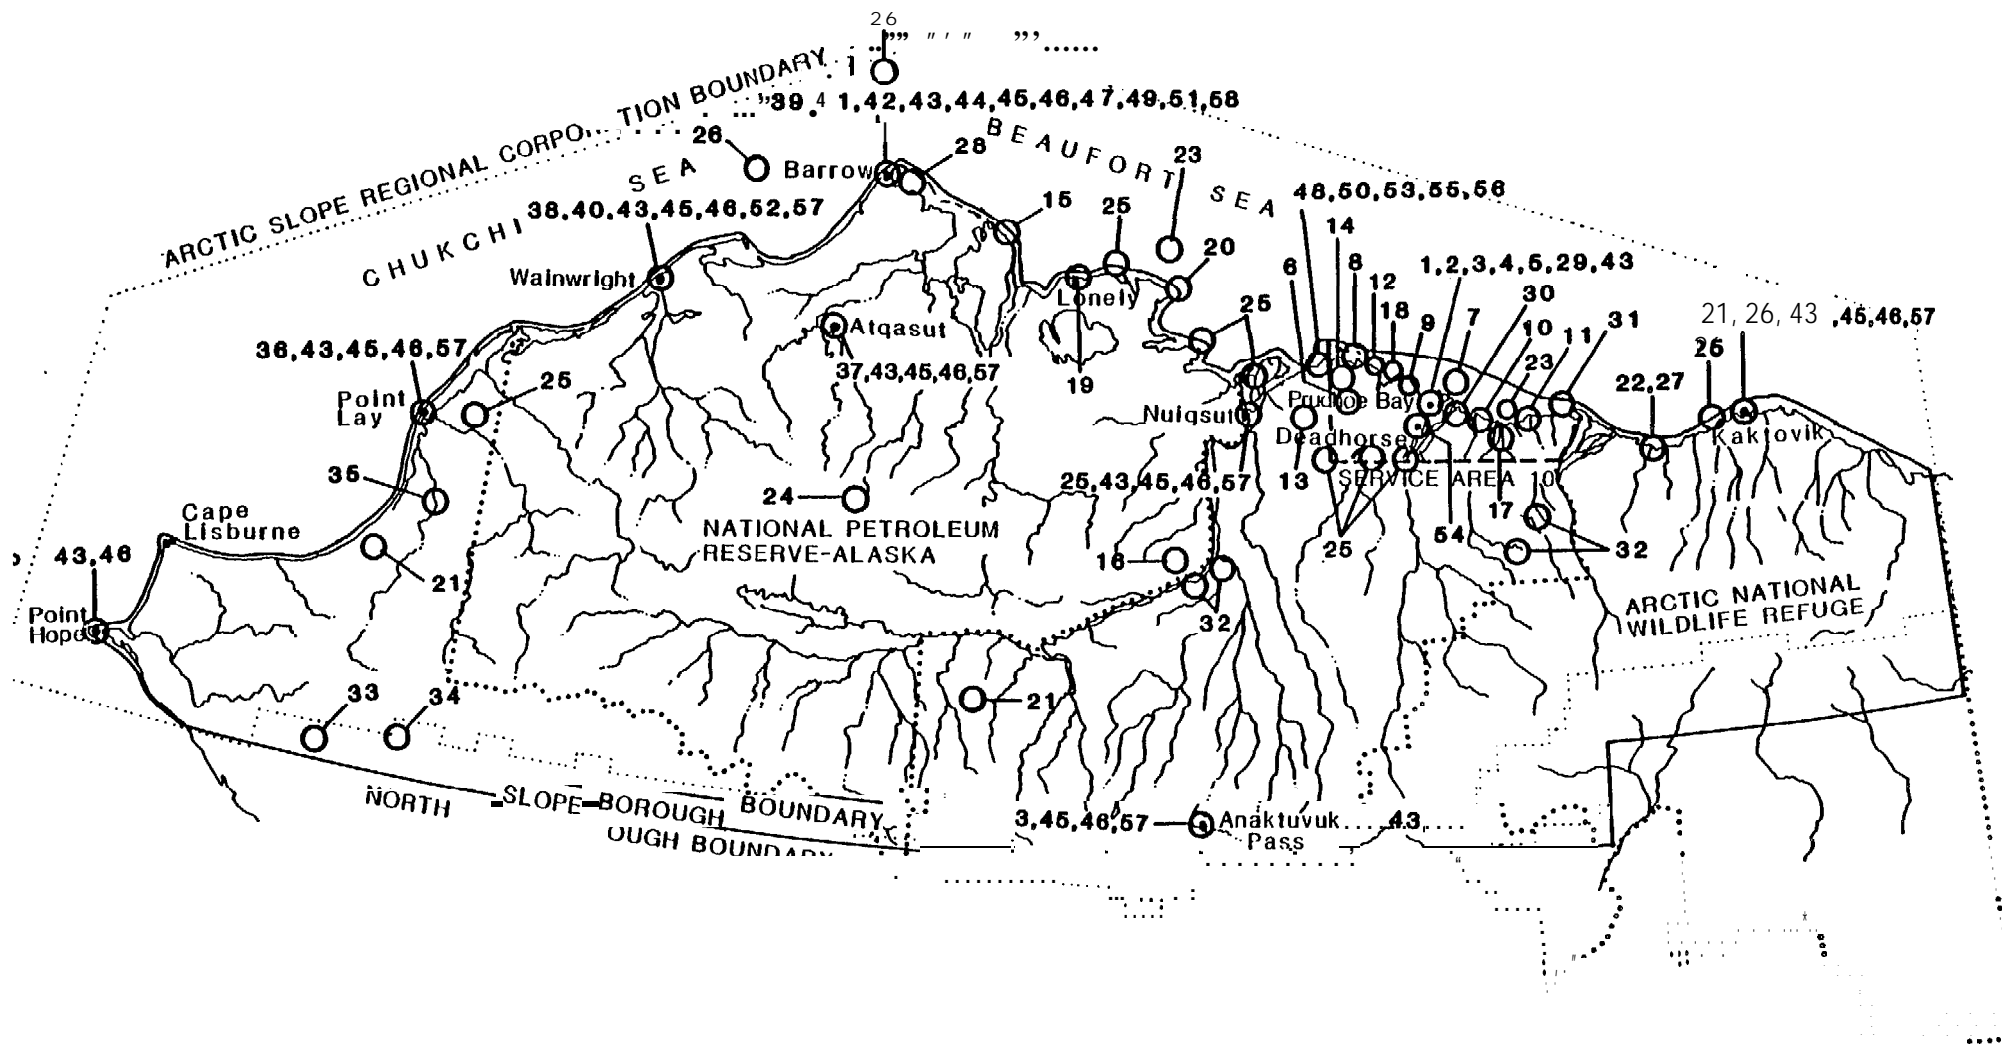 26
ARCTIC SLOPE REGIONAL CORPO.. TION BOUNDARY
39.41,42,43,44,45,46,47,49,51,58
26
Barrow
28
BEAUFORT SEA
CHUKCHI SEA
23
38.40.43,45,46,52,57
15
25
48,50,53,55,56
14
20
Wainwright
6
8
12
1,2,3,4,5,29,43
Lonely
18
30
25
9
7
10
11
31
21, 26, 43 ,45,46,57
Atqasut
36,43,45,46,57
25
37,43,45,46,57
19
23
26
22,27
Point
Lay
Nuiqsut
Prudhoe Bay
Deadhorse
Kaktovik
35
24
25,43,45,46,57
13
SERVICE AREA 10
17
Cape
Lisburne
NATIONAL PETROLEUM
RESERVE-ALASKA
54
25
32
43,46
21
16
Point
Hope
32
ARCTIC NATIONAL
WILDLIFE REFUGE
33
34
21
NORTH SLOPE BOROUGH BOUNDARY
OUGH BOUNDARY
3,45,46,57
Anaktuvuk
Pass
43